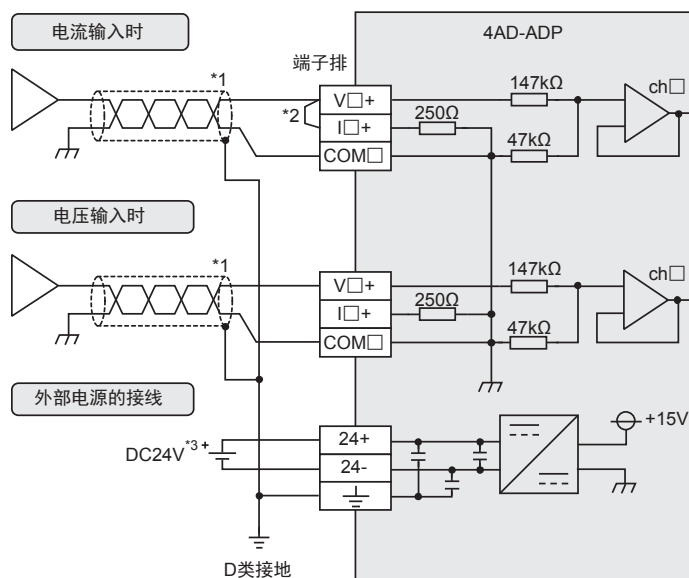 电流输入时
4AD-ADP
端子排
*1
V□+
*2
I□+
COM□
250Ω
147kΩ
47kΩ
ch□
电压输入时
*1
V□+
I□+
COM□
250Ω
147kΩ
47kΩ
ch□
外部电源的接线
DC24V*3 +
24+
24-
+15V
D类接地